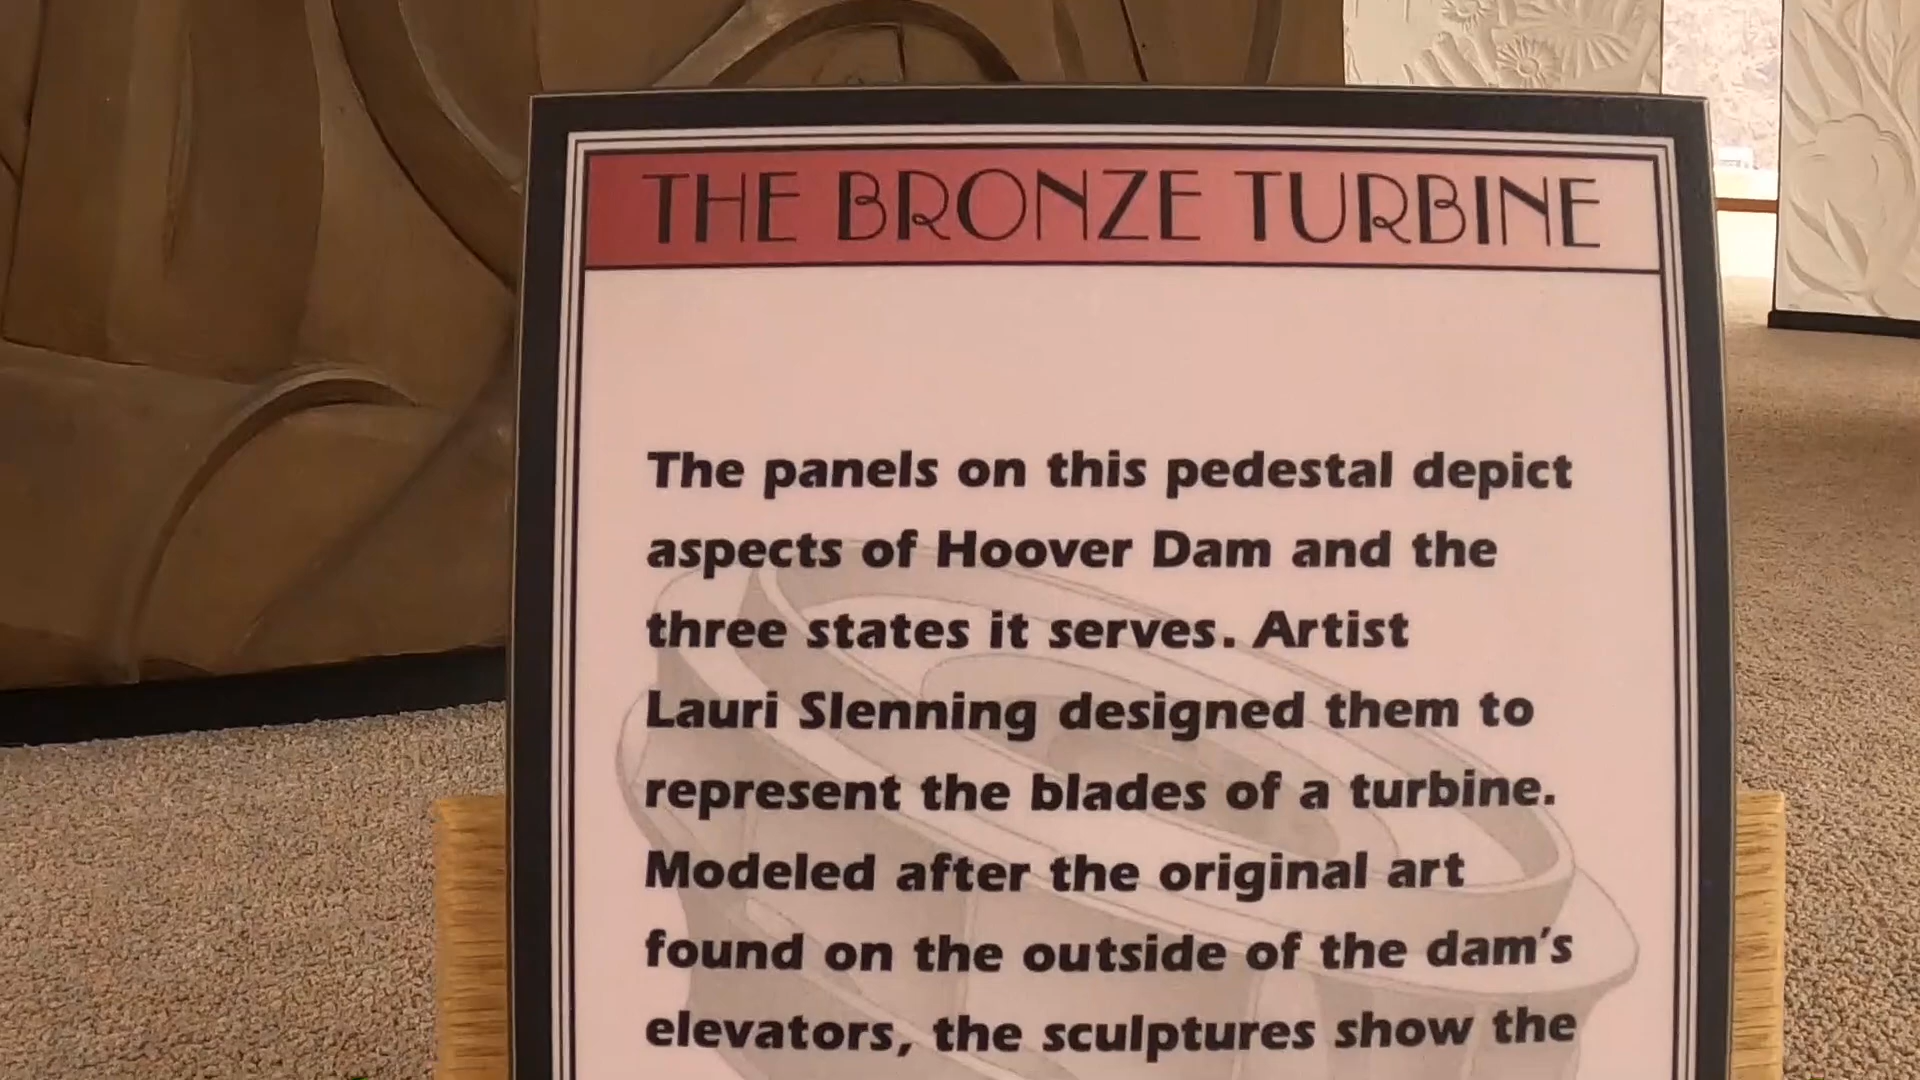 THE BRONZE TURBINE
The panels on this pedestal depict
aspects of Hoover Dam and the
three states it serves. Artist
Lauri Slenning designed them to
represent the blades of a turbine.
Modeled after the original art
found on the outside of the dam's
elevators, the sculptures show the